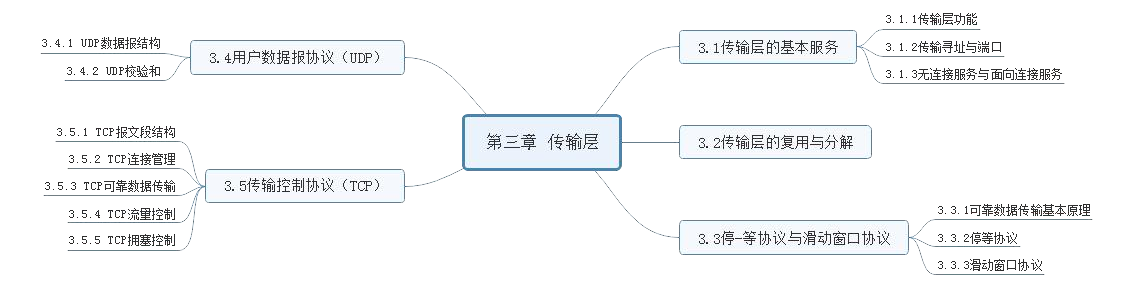 第三章 传输层
3.1传输层的基本服务
3.1.1传输层功能
3.1.2传输寻址与端口
3.1.3无连接服务与面向连接服务
3.2传输层的复用与分解
3.3停-等协议与滑动窗口协议
3.3.1可靠数据传输基本原理
3.3.2停等协议
3.3.3滑动窗口协议
3.4用户数据报协议（UDP）
3.4.1 UDP数据报结构
3.4.2 UDP校验和
3.5传输控制协议（TCP）
3.5.1 TCP报文段结构
3.5.2 TCP连接管理
3.5.3 TCP可靠数据传输
3.5.4 TCP流量控制
3.5.5 TCP拥塞控制